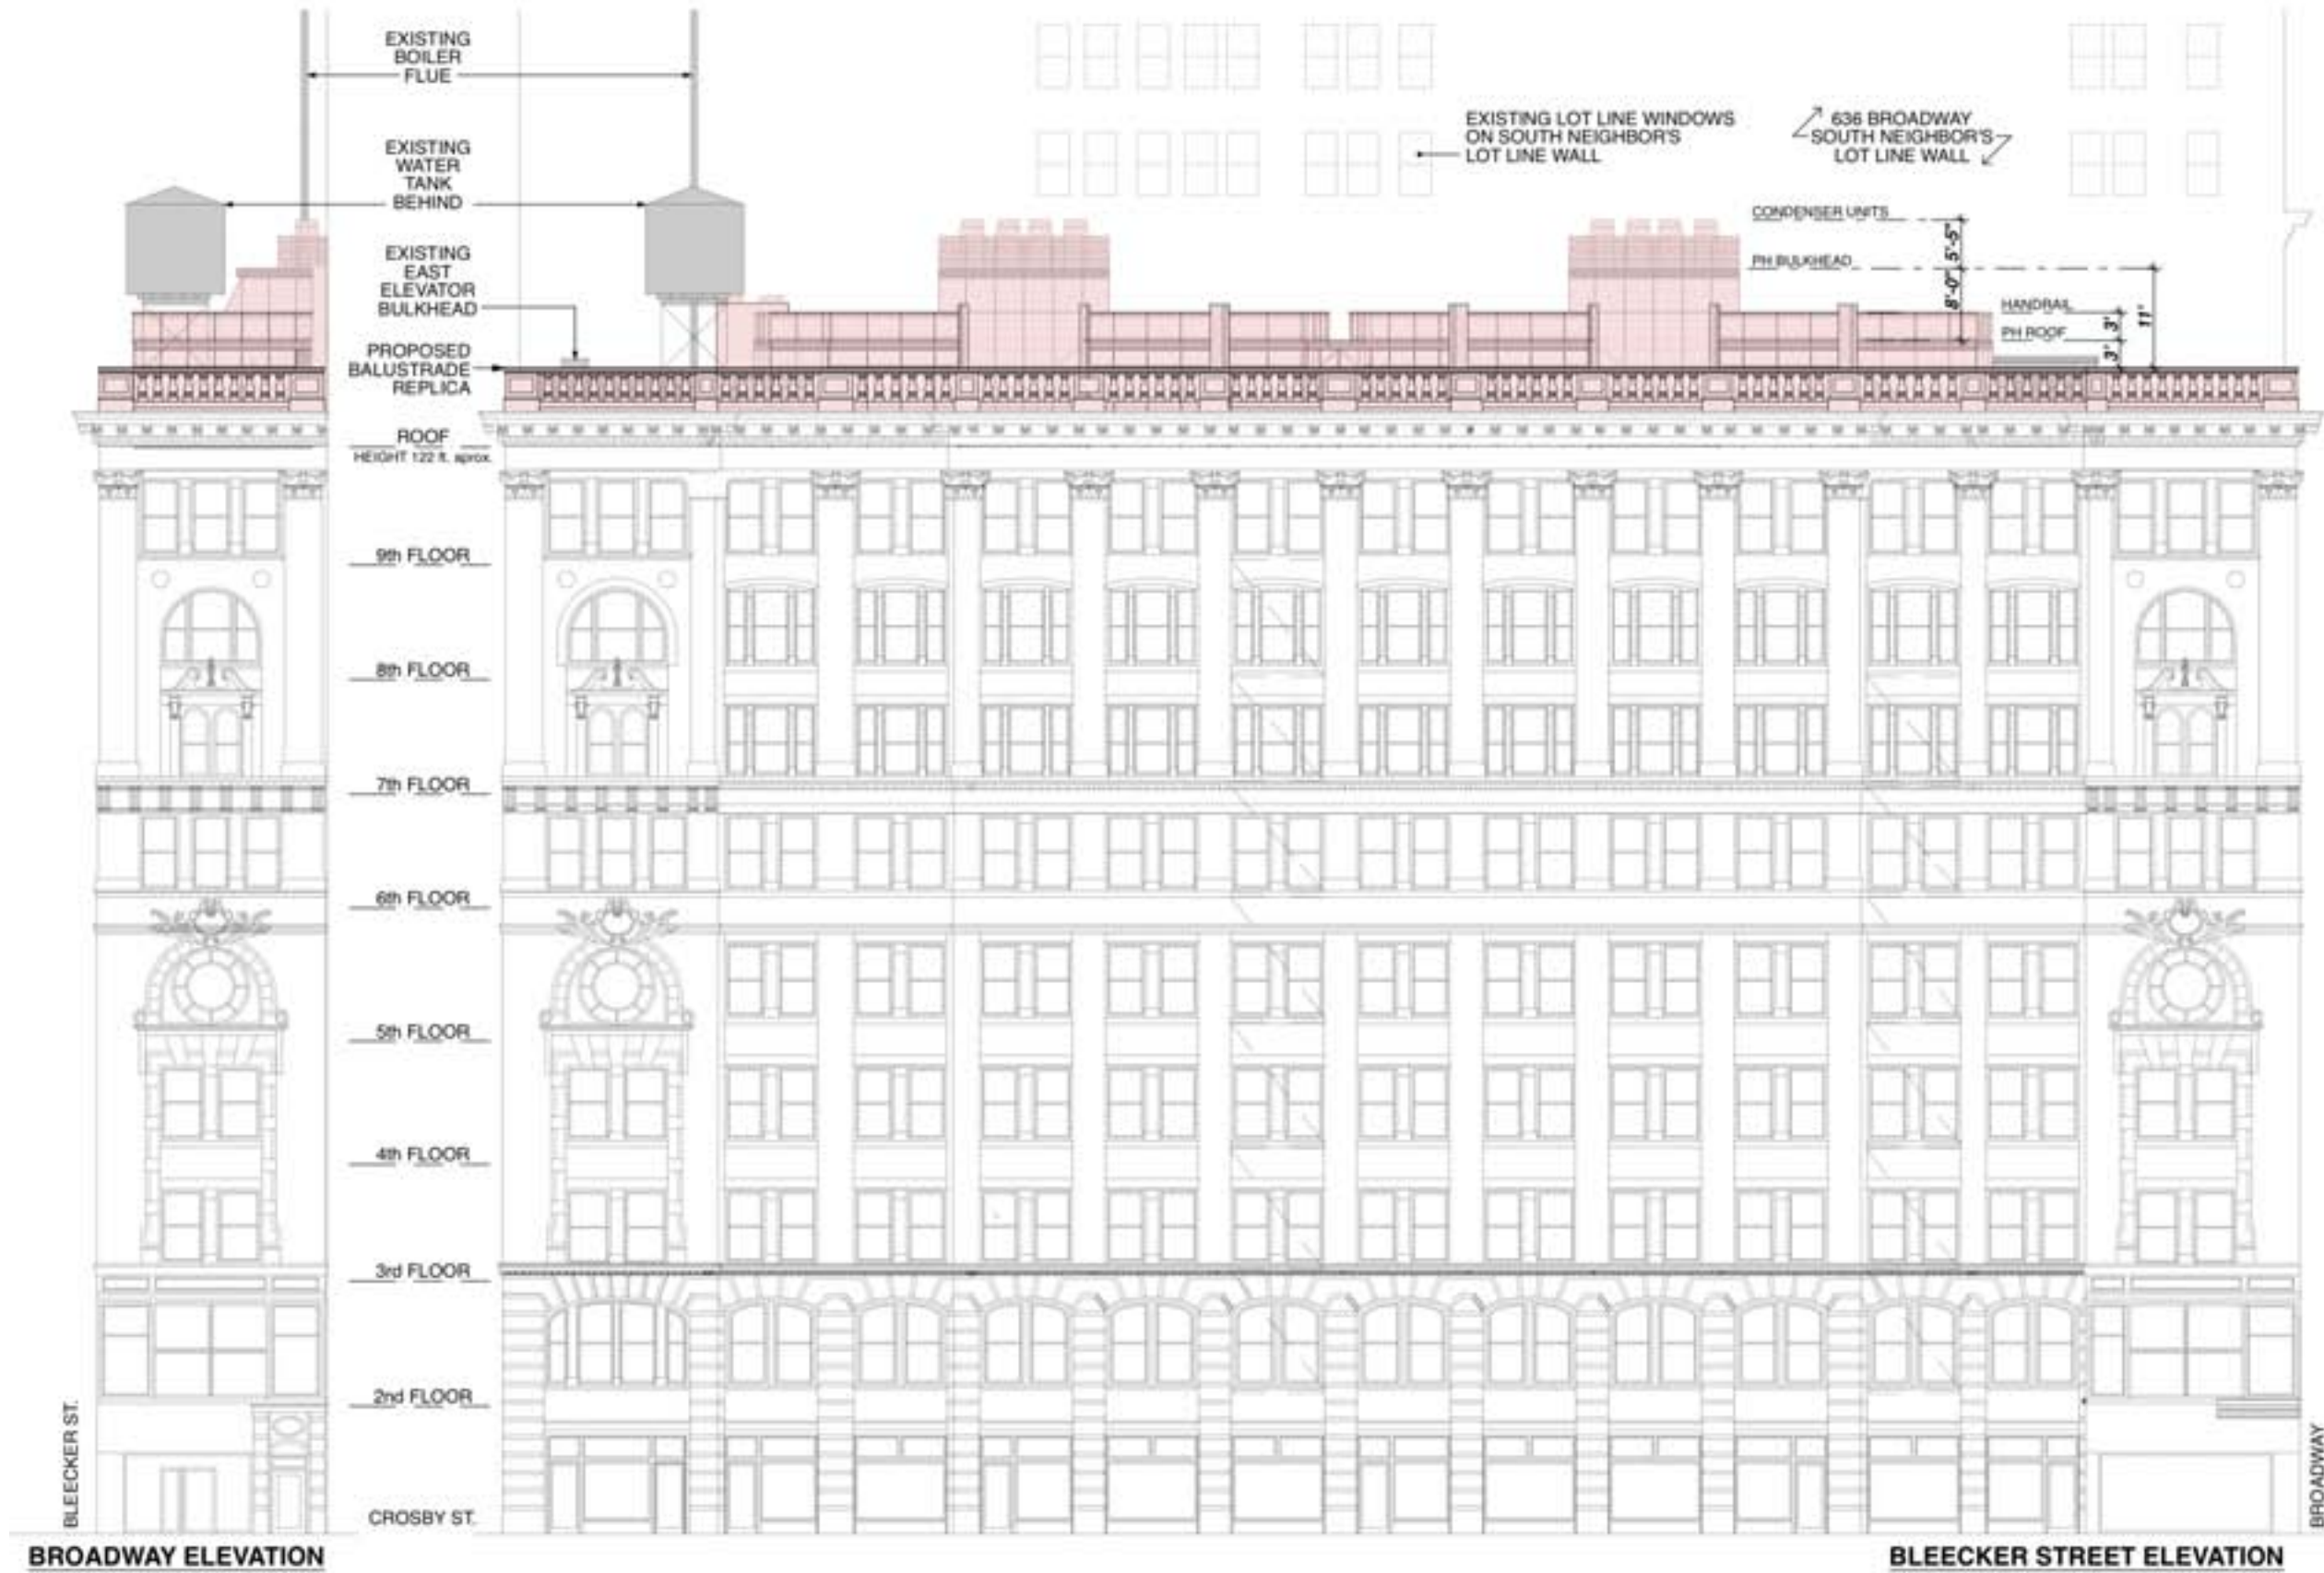 EXISTING
BOILER
FLUE
EXISTING
WATER
TANK
BEHIND
EXISTING
EAST
ELEVATOR
BULKHEAD
PROPOSED
BALUSTRADE
REPLICA
EXISTING LOT LINE WINDOWS
ON SOUTH NEIGHBOR'S
LOT LINE WALL
636 BROADWAY
SOUTH NEIGHBOR'S
LOT LINE WALL
CONDENSER UNITS
5'-5"
PH BULKHEAD
8'-0"
HANDRAIL
3'
PH ROOF
3'
11"
ROOF
HEIGHT 122 ft. aprox.
9th FLOOR
8th FLOOR
7th FLOOR
6th FLOOR
5th FLOOR
4th FLOOR
3rd FLOOR
2nd FLOOR
BLEECKER ST.
CROSBY ST.
BROADWAY
BROADWAY ELEVATION
BLEECKER STREET ELEVATION